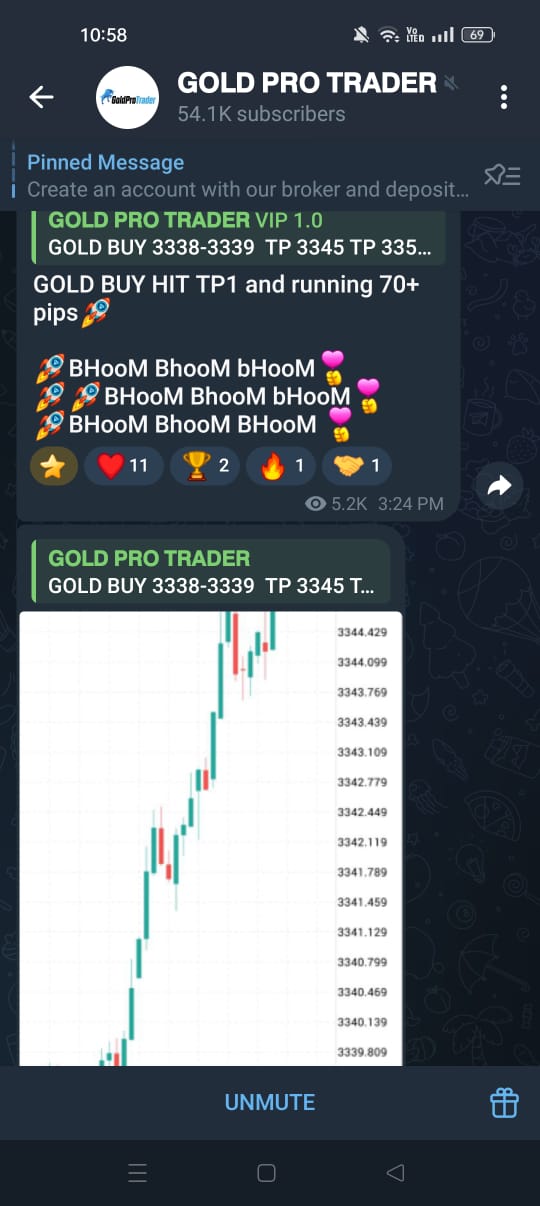 10:58
Vo
LTED
69
GoldProTrader
GOLD PRO TRADER
54.1K subscribers
Pinned Message
Create an account with our broker and deposit...
GOLD PRO TRADER VIP 1.0
GOLD BUY 3338-3339  TP 3345 TP 335...
GOLD BUY HIT TP1 and running 70+
pips 🚀
🚀 BHooM BhooM bHooM
🚀 🚀 BHooM BhooM bHooM
🚀 BHooM BhooM BHooM
11 2 1 1
5.2K 3:24 PM
GOLD PRO TRADER
GOLD BUY 3338-3339  TP 3345 T...
3344.429
3344.099
3343.769
3343.439
3343.109
3342.779
3342.449
3342.119
3341.789
3341.459
3341.129
3340.799
3340.469
3340.139
3339.809
UNMUTE